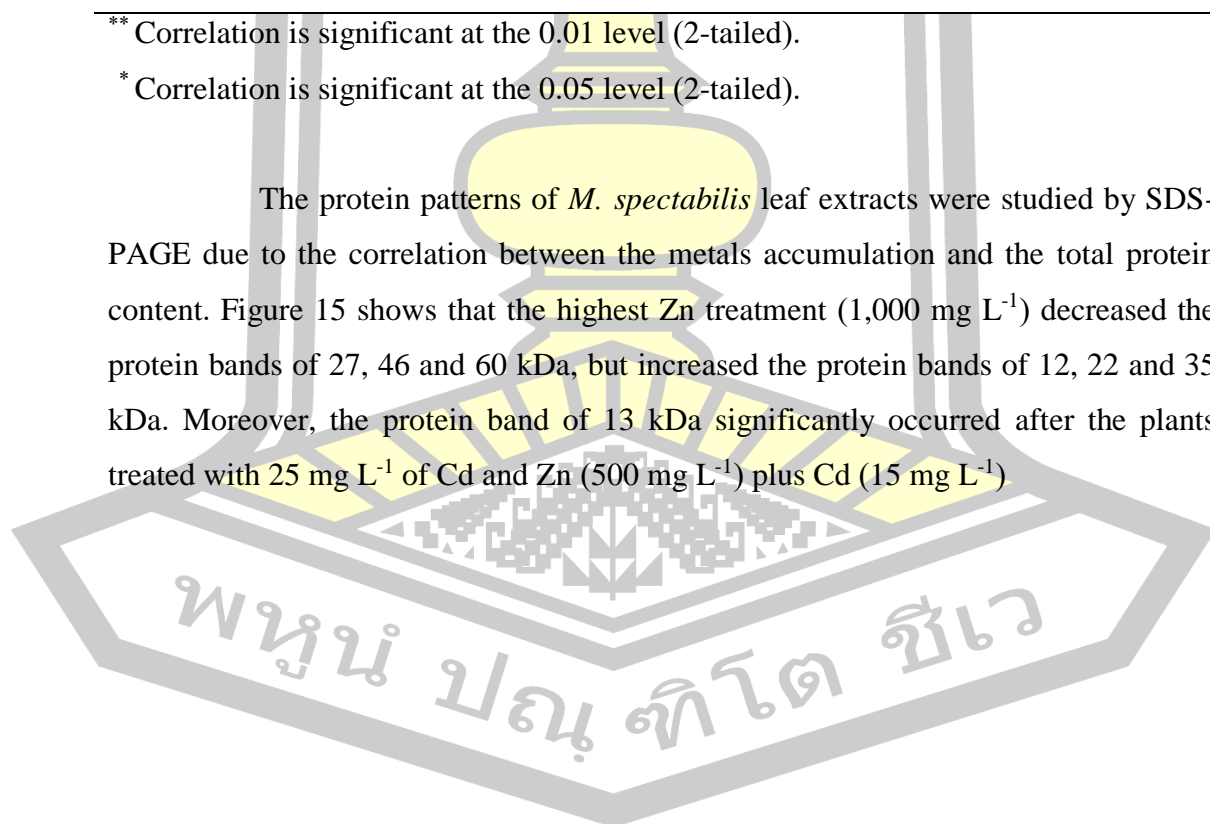 ** Correlation is significant at the 0.01 level (2-tailed).
* Correlation is significant at the 0.05 level (2-tailed).
The protein patterns of M. spectabilis leaf extracts were studied by SDS-
PAGE due to the correlation between the metals accumulation and the total protein
content. Figure 15 shows that the highest Zn treatment (1,000 mg L-1) decreased the
protein bands of 27, 46 and 60 kDa, but increased the protein bands of 12, 22 and 35
kDa. Moreover, the protein band of 13 kDa significantly occurred after the plants
treated with 25 mg L-1 of Cd and Zn (500 mg L-1) plus Cd (15 mg L-1)
พหูนํ ปณฺฑิโต ชีเว